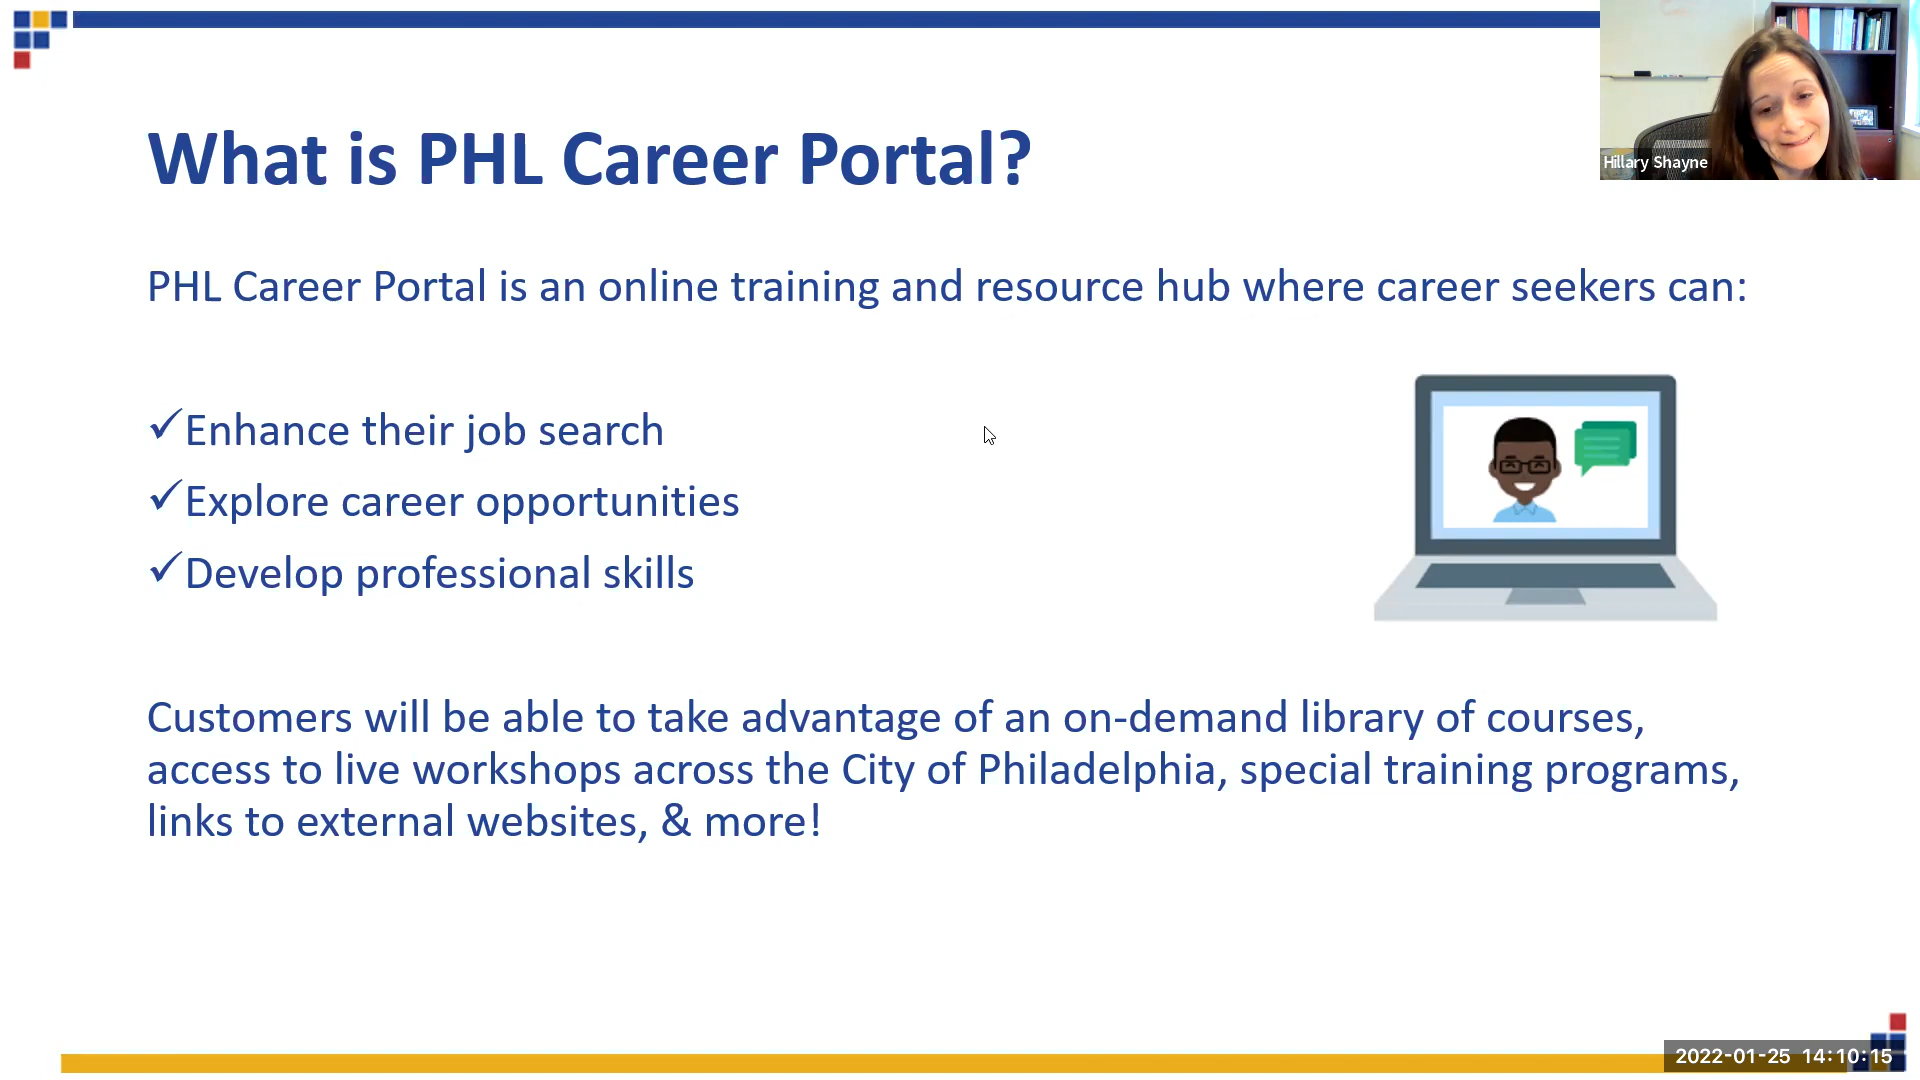 What is PHL Career Portal?
Hillary Shayne
PHL Career Portal is an online training and resource hub where career seekers can:
✓Enhance their job search
✓Explore career opportunities
✓Develop professional skills
Customers will be able to take advantage of an on-demand library of courses,
access to live workshops across the City of Philadelphia, special training programs,
links to external websites, & more!
2022-01-25 14:10:15